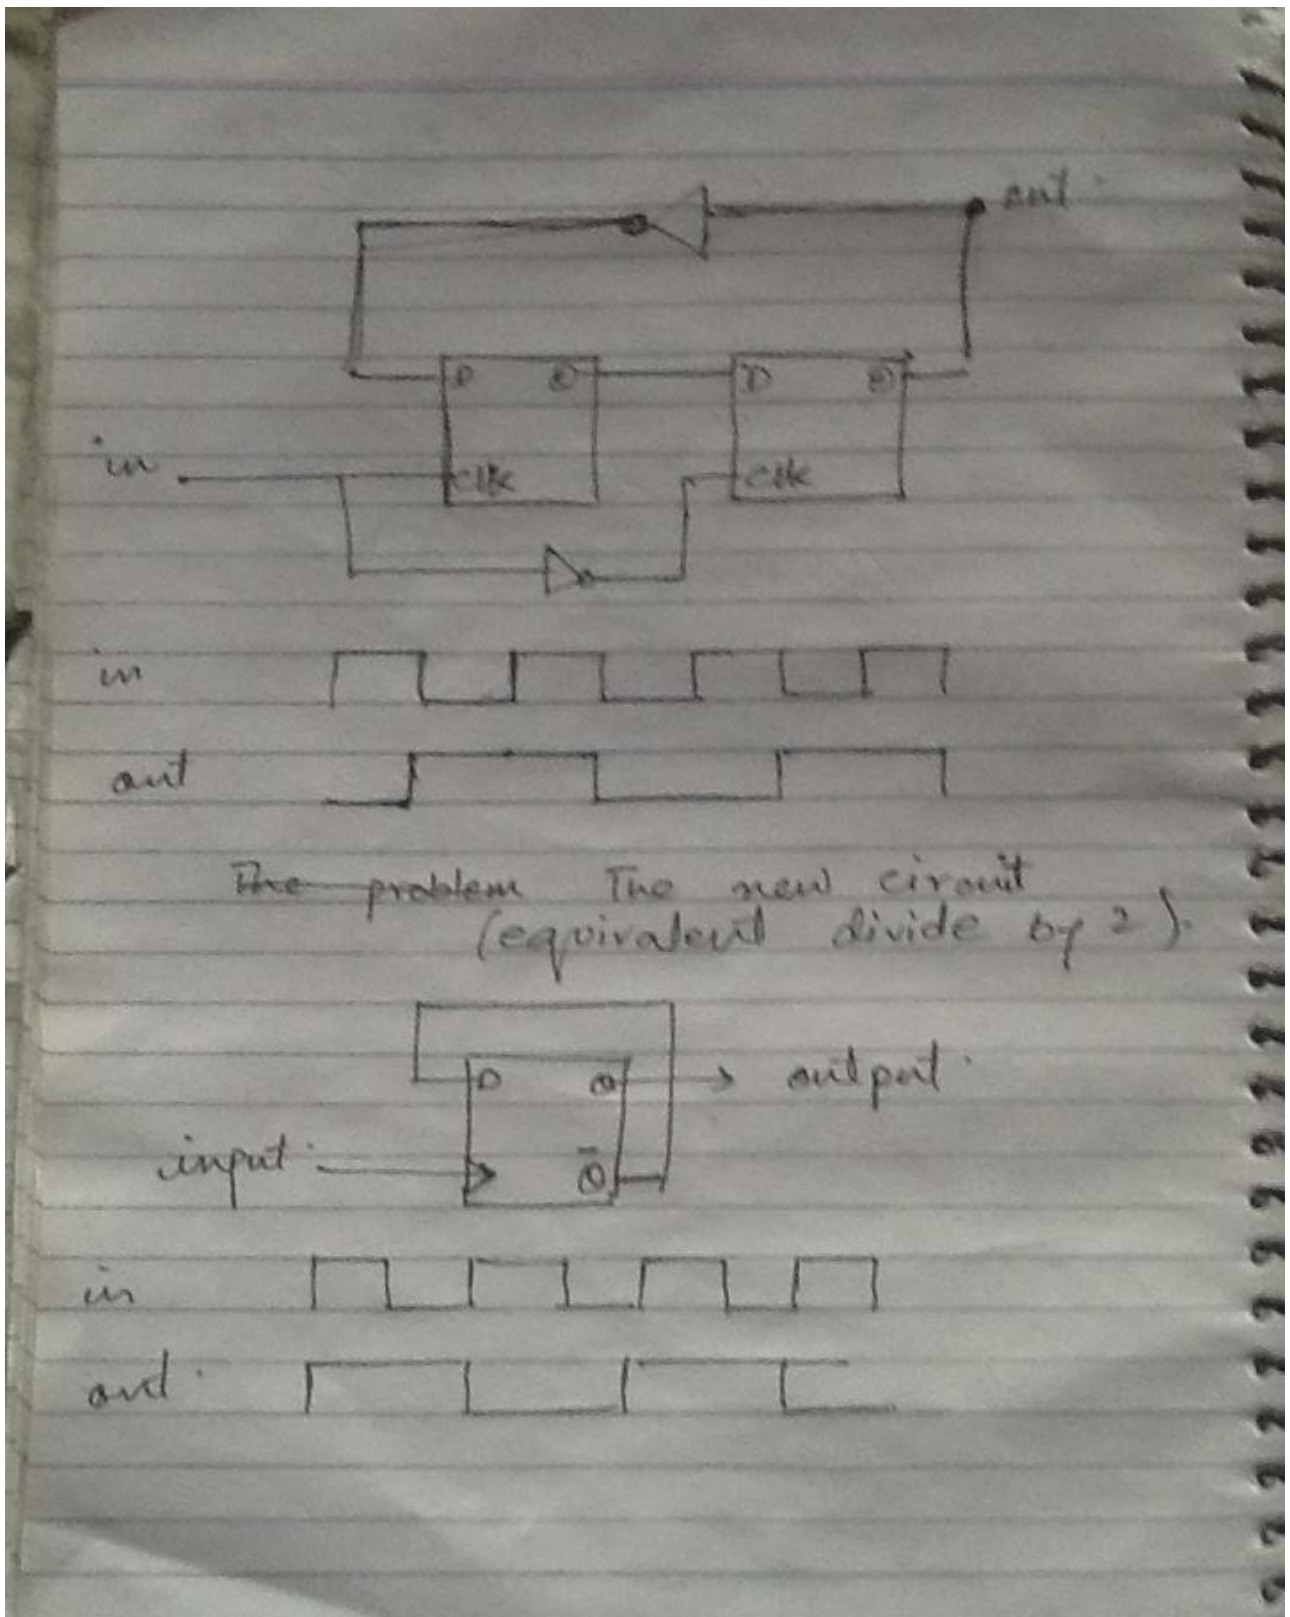 out.
D Q D Q
in
Clk Clk
in
out
The problem The new circuit
(equivalent divide by 2).
D Q output.
input. Q̄
in
out.